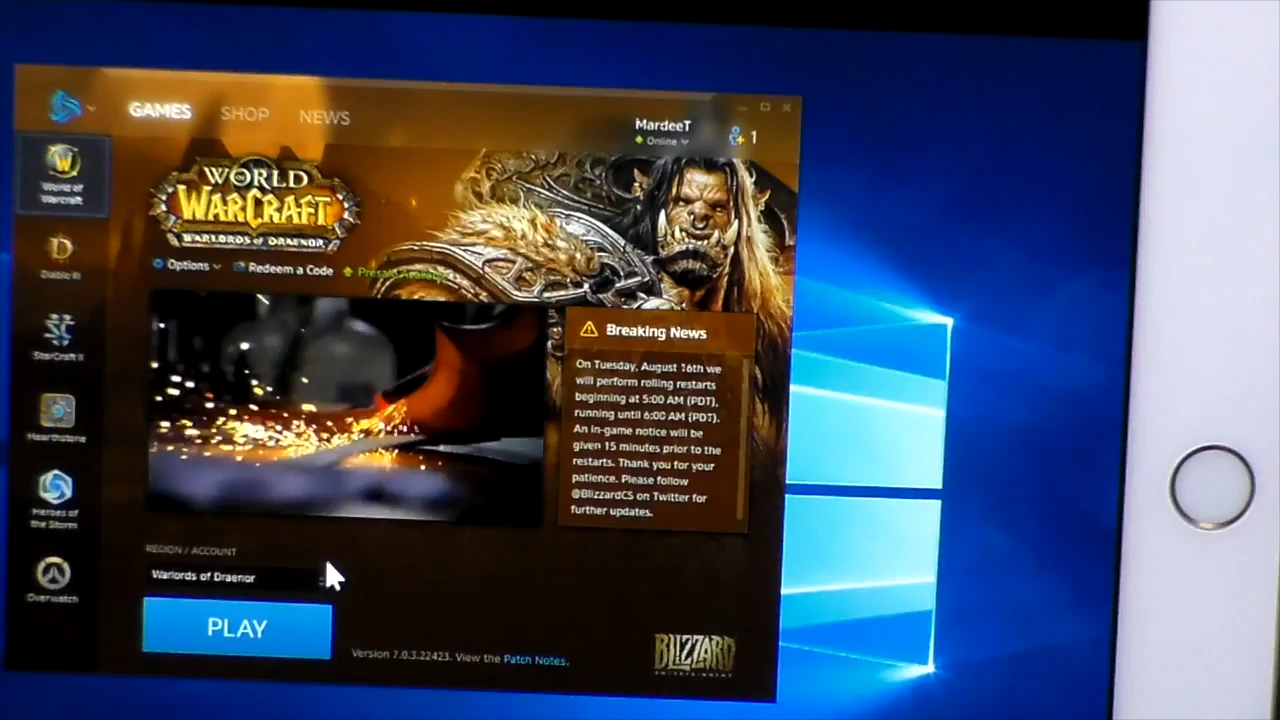 GAMES SHOP NEWS
MardeeT
Online
1
World of
Warcraft
Diablo III
StarCraft II
Hearthstone
Heroes of
the Storm
Overwatch
WORLD
OF
WARCRAFT
WARLORDS OF DRAENOR
Options Redeem a Code Presale Available
Breaking News
On Tuesday, August 16th we
will perform rolling restarts
beginning at 5:00 AM (PDT),
running until 6:00 AM (PDT).
An in-game notice will be
given 15 minutes prior to the
restarts. Thank you for your
patience. Please follow
@BlizzardCS on Twitter for
further updates.
REGION / ACCOUNT
Warlords of Draenor
PLAY
Version 7.0.3.22423. View the Patch Notes.
BLIZZARD
ENTERTAINMENT